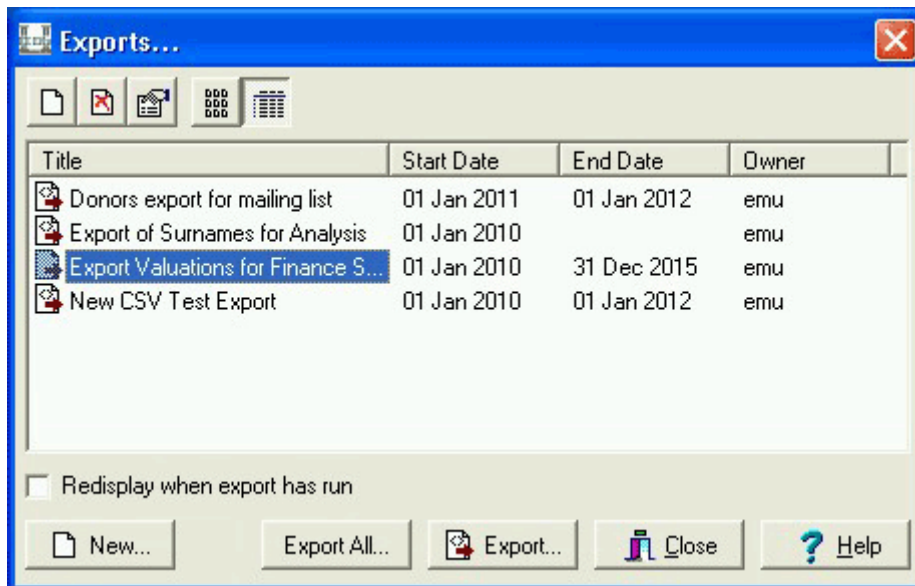 Exports...
Title Start Date End Date Owner
Donors export for mailing list 01 Jan 2011 01 Jan 2012 emu
Export of Surnames for Analysis 01 Jan 2010 emu
Export Valuations for Finance S... 01 Jan 2010 31 Dec 2015 emu
New CSV Test Export 01 Jan 2010 01 Jan 2012 emu
Redisplay when export has run
New... Export All... Export... Close Help